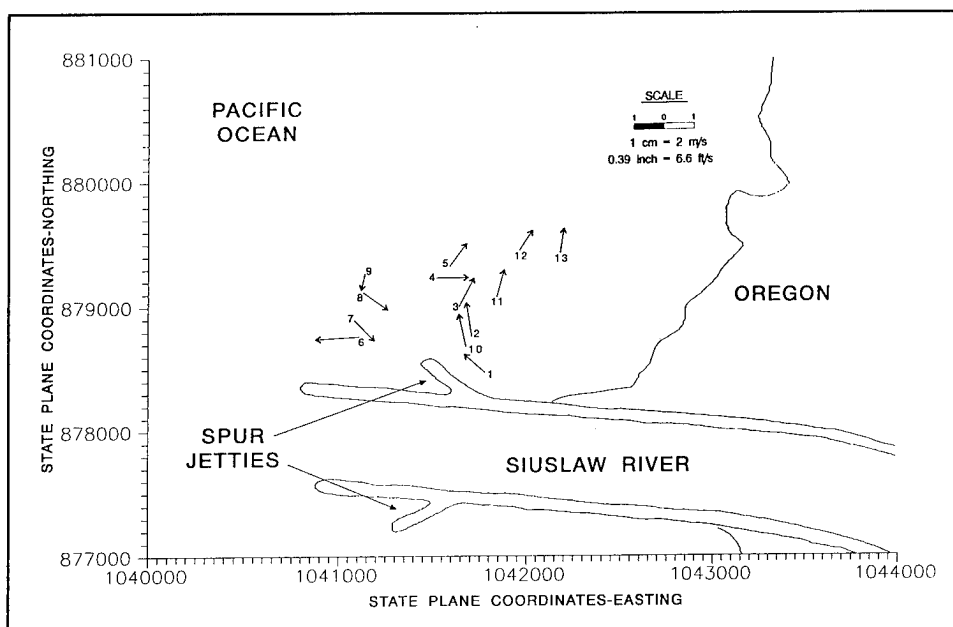 881000
880000
879000
878000
877000
STATE PLANE COORDINATES-NORTHING
PACIFIC
OCEAN
SCALE
1 0 1
1 cm = 2 m/s
0.39 inch = 6.6 ft/s
12
13
5
4
9
8
3
11
7
2
6
10
1
OREGON
SPUR
JETTIES
SIUSLAW RIVER
1040000 1041000 1042000 1043000 1044000
STATE PLANE COORDINATES-EASTING